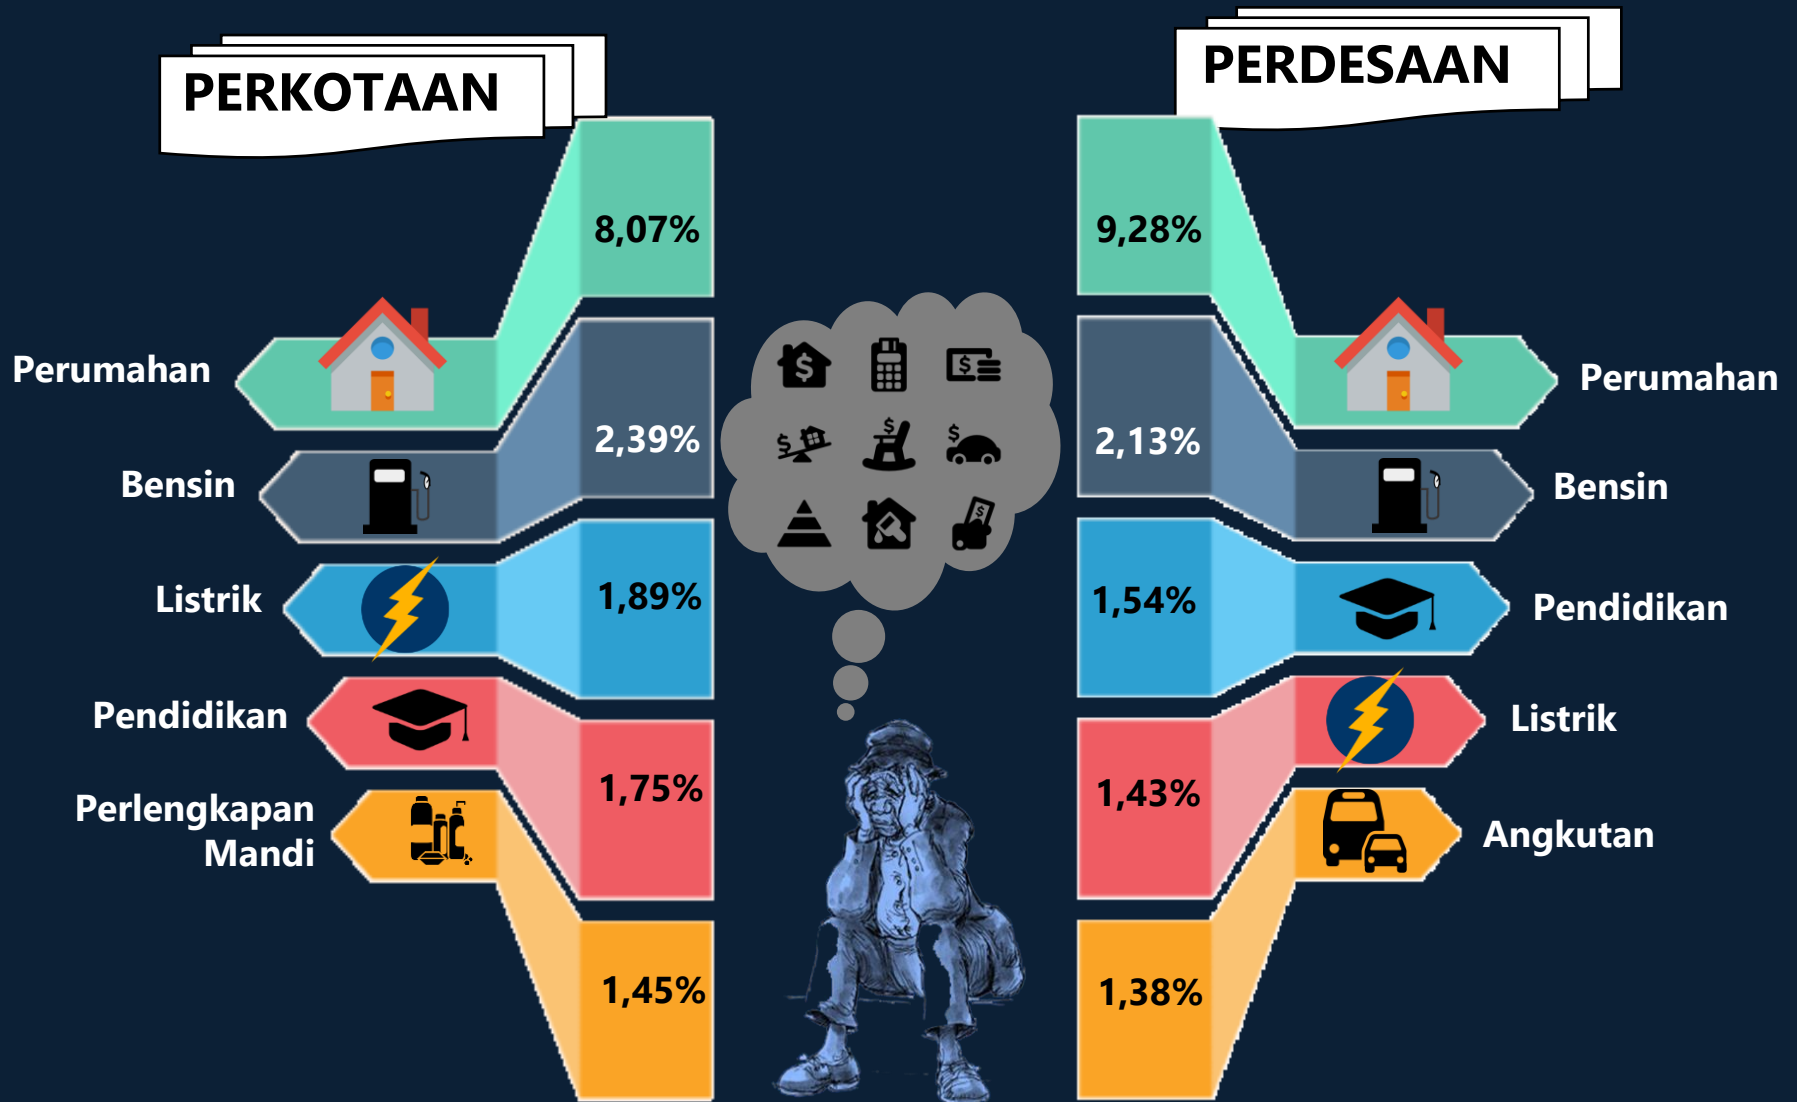 PERKOTAAN
8,07%
Perumahan
2,39%
Bensin
1,89%
Listrik
1,75%
Pendidikan
Perlengkapan
Mandi
1,45%
PERDESAAN
9,28%
Perumahan
2,13%
Bensin
1,54%
Pendidikan
1,43%
Listrik
Angkutan
1,38%